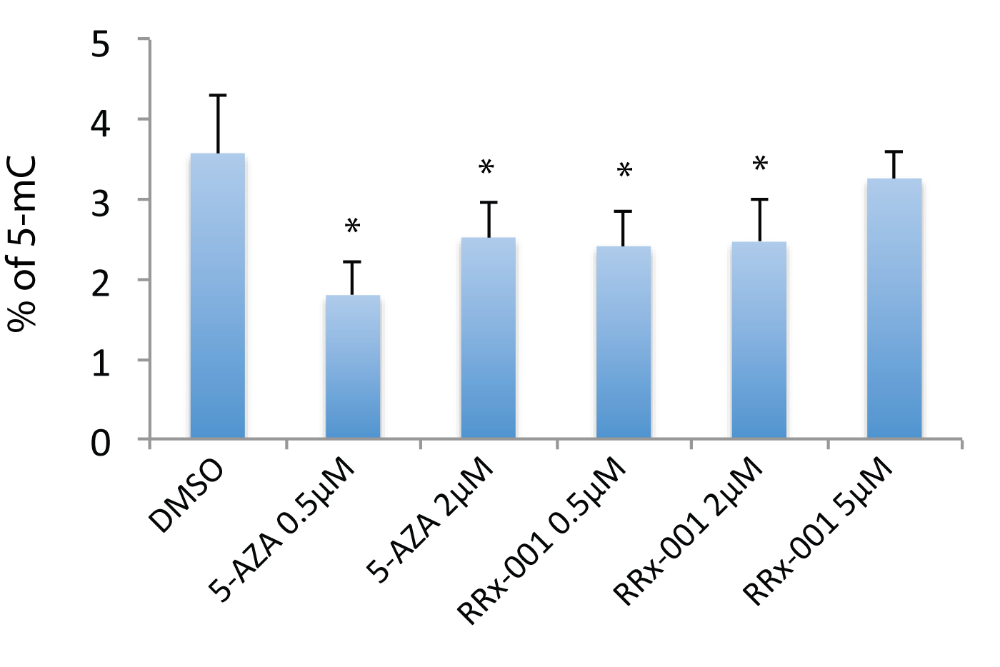 % of 5-mC
5
4
3
2
1
0
*
*
*
*
DMSO
5-AZA 0.5µM
5-AZA 2µM
RRx-001 0.5µM
RRx-001 2µM
RRx-001 5µM